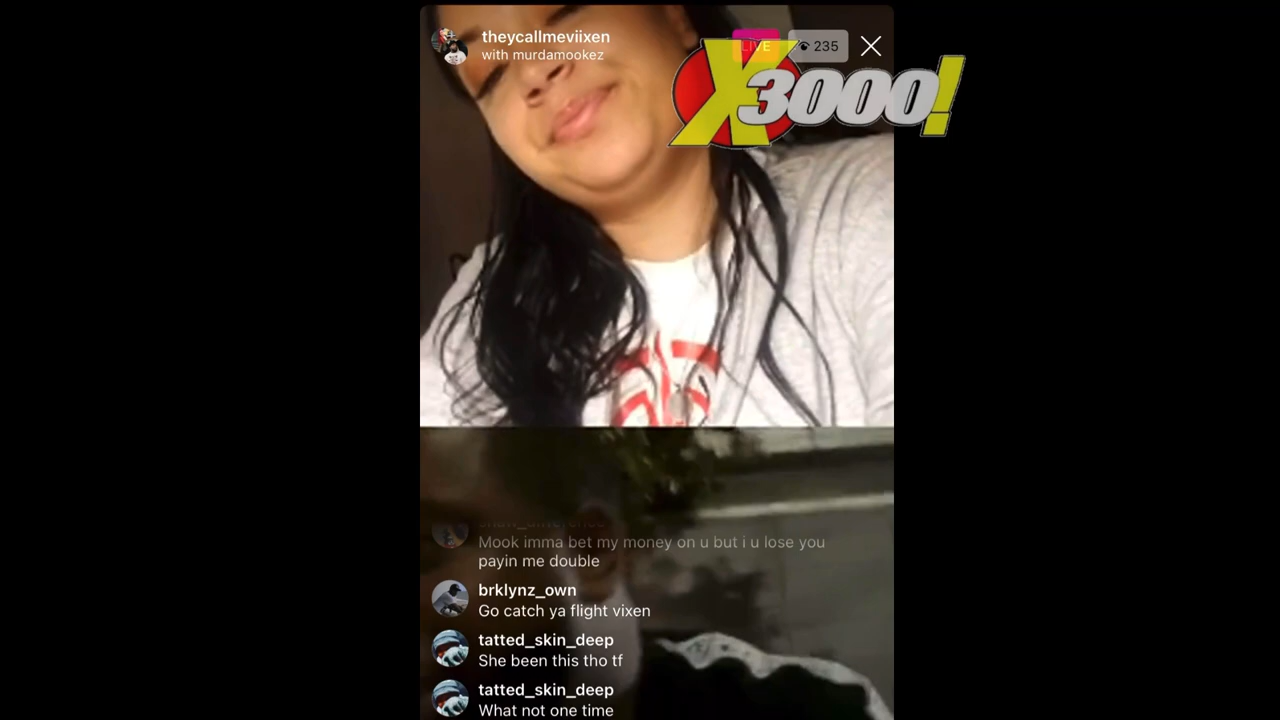 theycallmeviixen
with murdamookez
LIVE
235
X3000!
Mook imma bet my money on u but i u lose you
payin me double
brklynz_own
Go catch ya flight vixen
tatted_skin_deep
She been this tho tf
tatted_skin_deep
What not one time